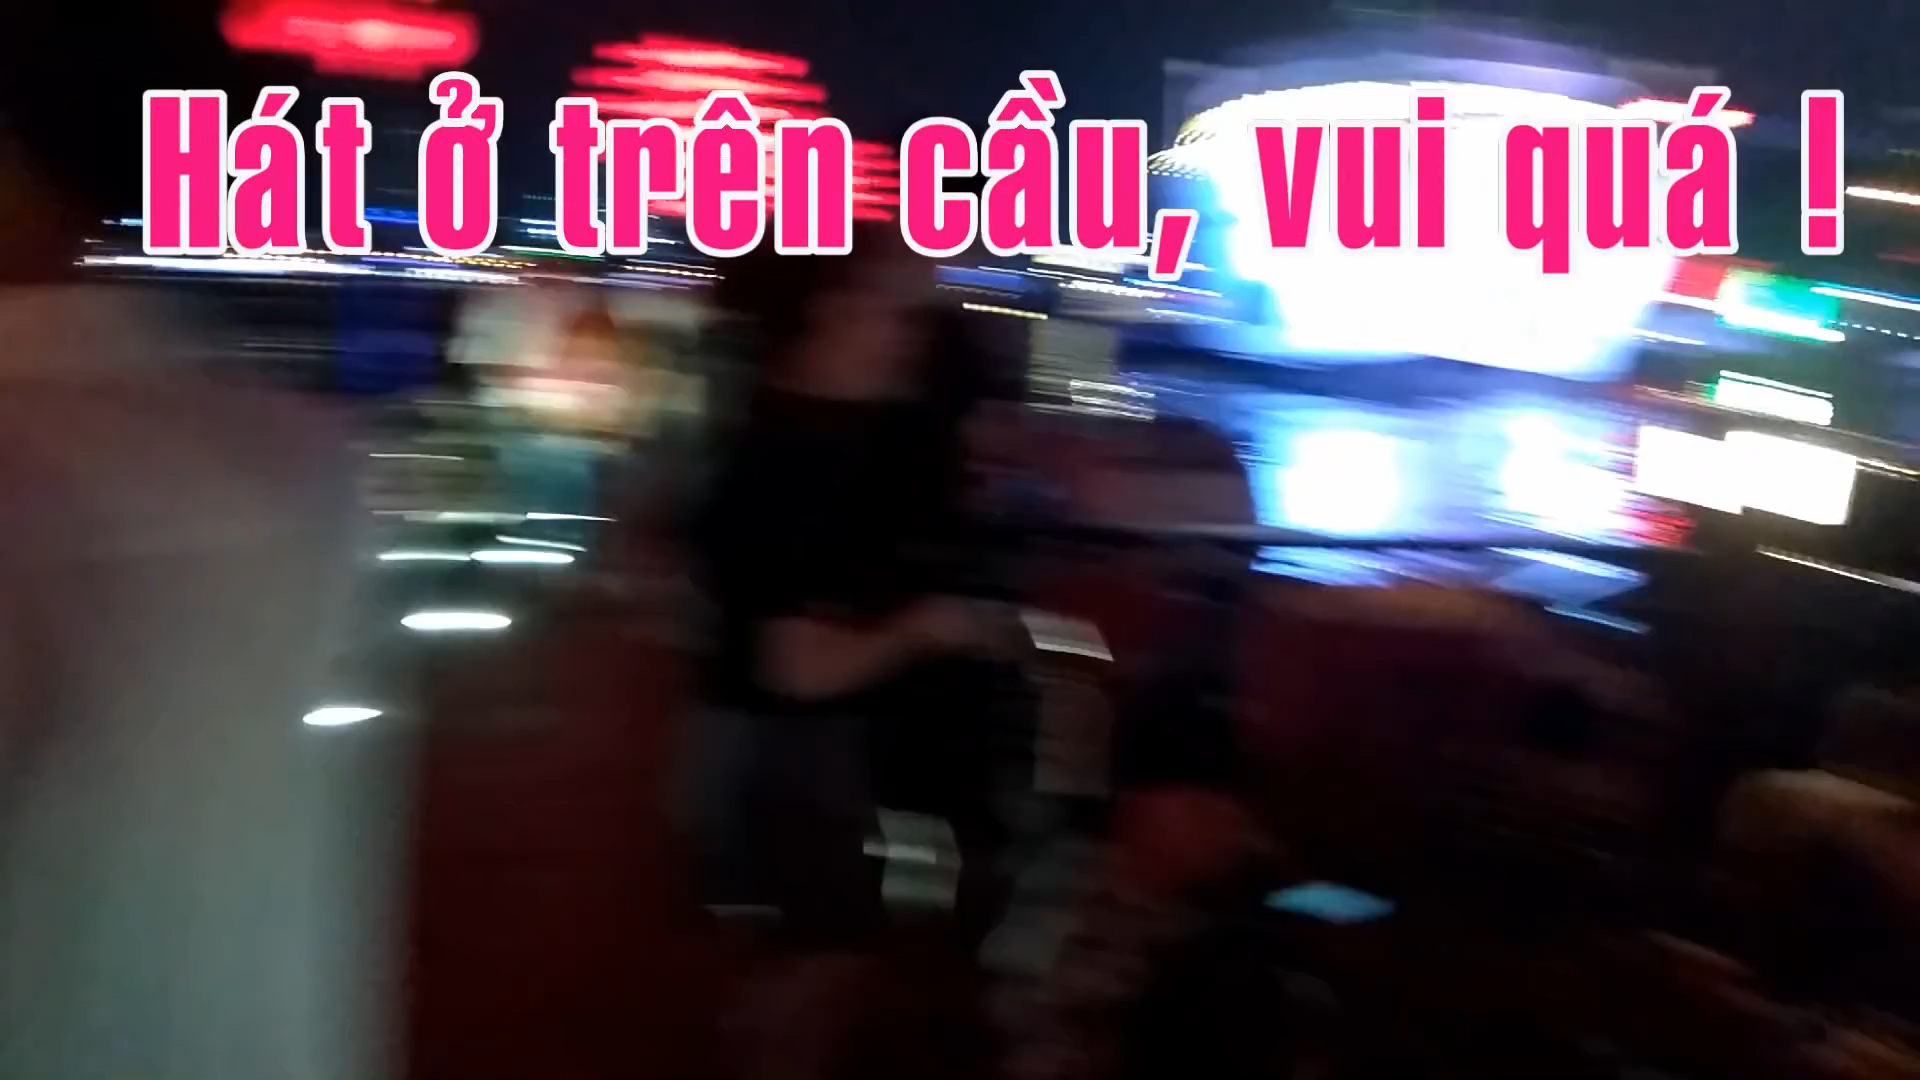 Hát ở trên cầu, vui quá !